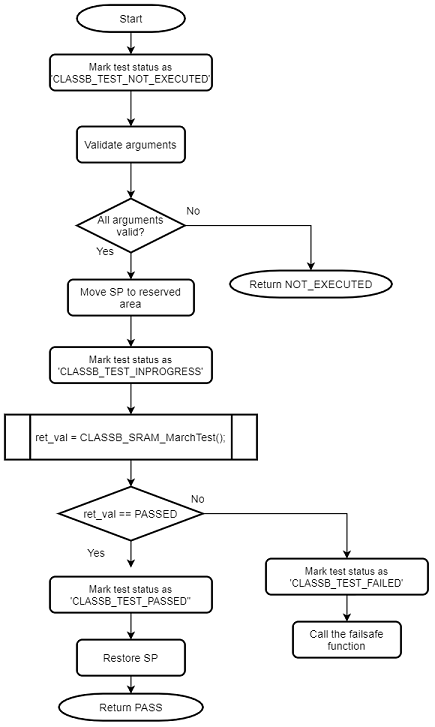 Start
Mark test status as
'CLASSB_TEST_NOT_EXECUTED'
Validate arguments
All arguments
valid?
No
Yes
Return NOT_EXECUTED
Move SP to reserved
area
Mark test status as
'CLASSB_TEST_INPROGRESS'
ret_val = CLASSB_SRAM_MarchTest();
ret_val == PASSED
No
Yes
Mark test status as
'CLASSB_TEST_FAILED'
Mark test status as
'CLASSB_TEST_PASSED"
Call the failsafe
function
Restore SP
Return PASS